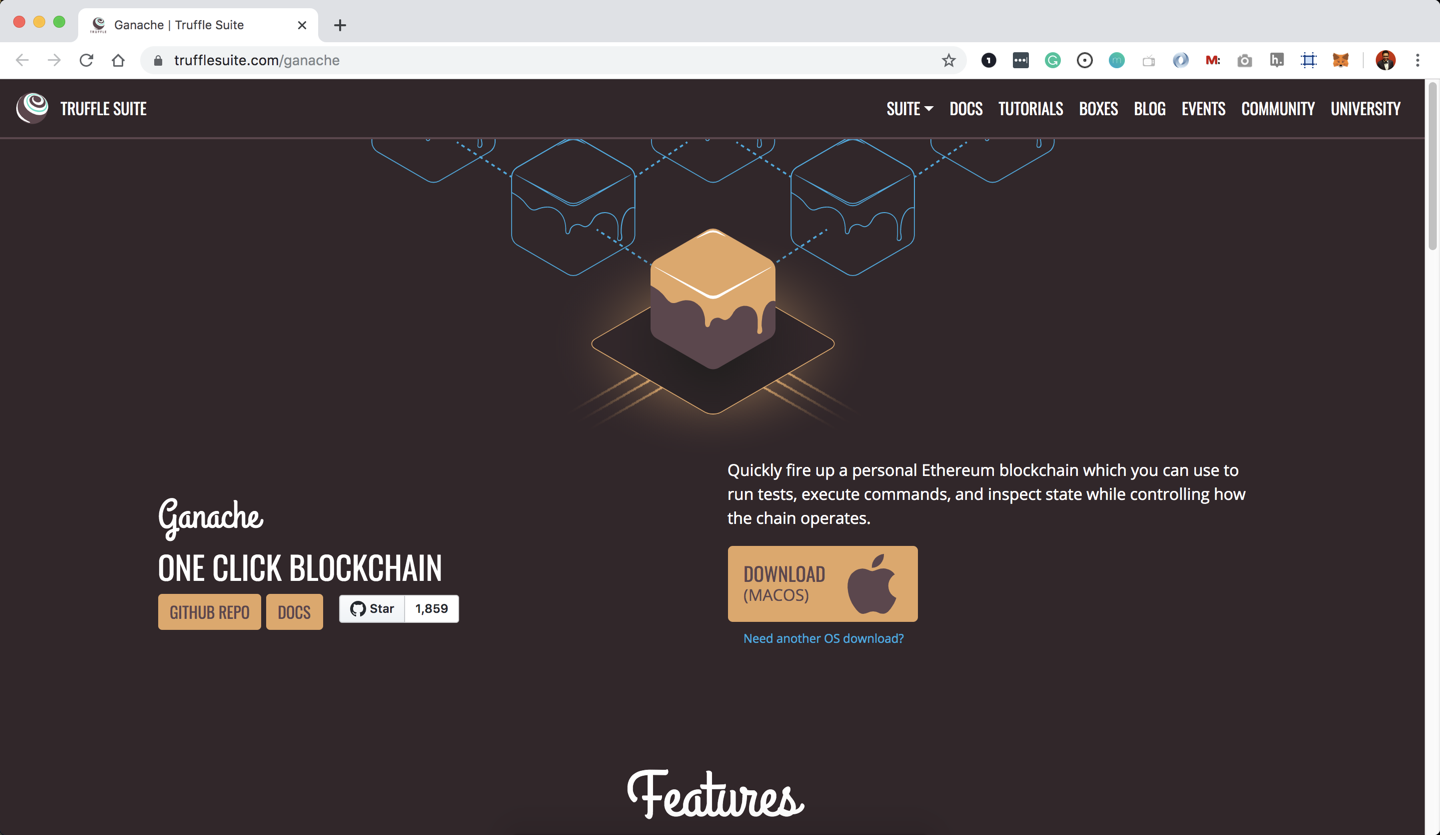 Ganache | Truffle Suite
trufflesuite.com/ganache
TRUFFLE SUITE
SUITE DOCS TUTORIALS BOXES BLOG EVENTS COMMUNITY UNIVERSITY
Quickly fire up a personal Ethereum blockchain which you can use to
run tests, execute commands, and inspect state while controlling how
the chain operates.
Ganache
ONE CLICK BLOCKCHAIN
GITHUB REPO DOCS Star 1,859
DOWNLOAD
(MACOS)
Need another OS download?
Features